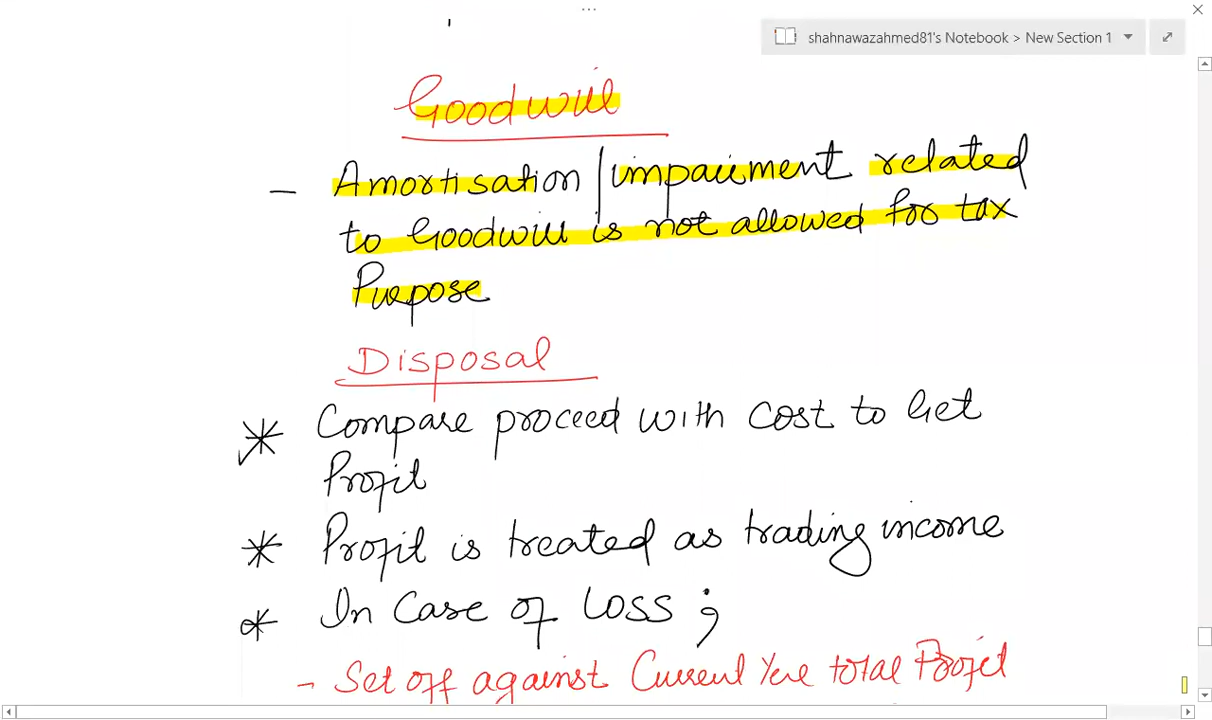 shahnawazahmed81's Notebook > New Section 1
Goodwill
- Amortisation / impairment related
to Goodwill is not allowed for tax
Purpose
Disposal
* Compare proceed with cost to Get
Profit
* Profit is treated as trading income
* In Case of Loss ;
- Set off against Current Year total Profit